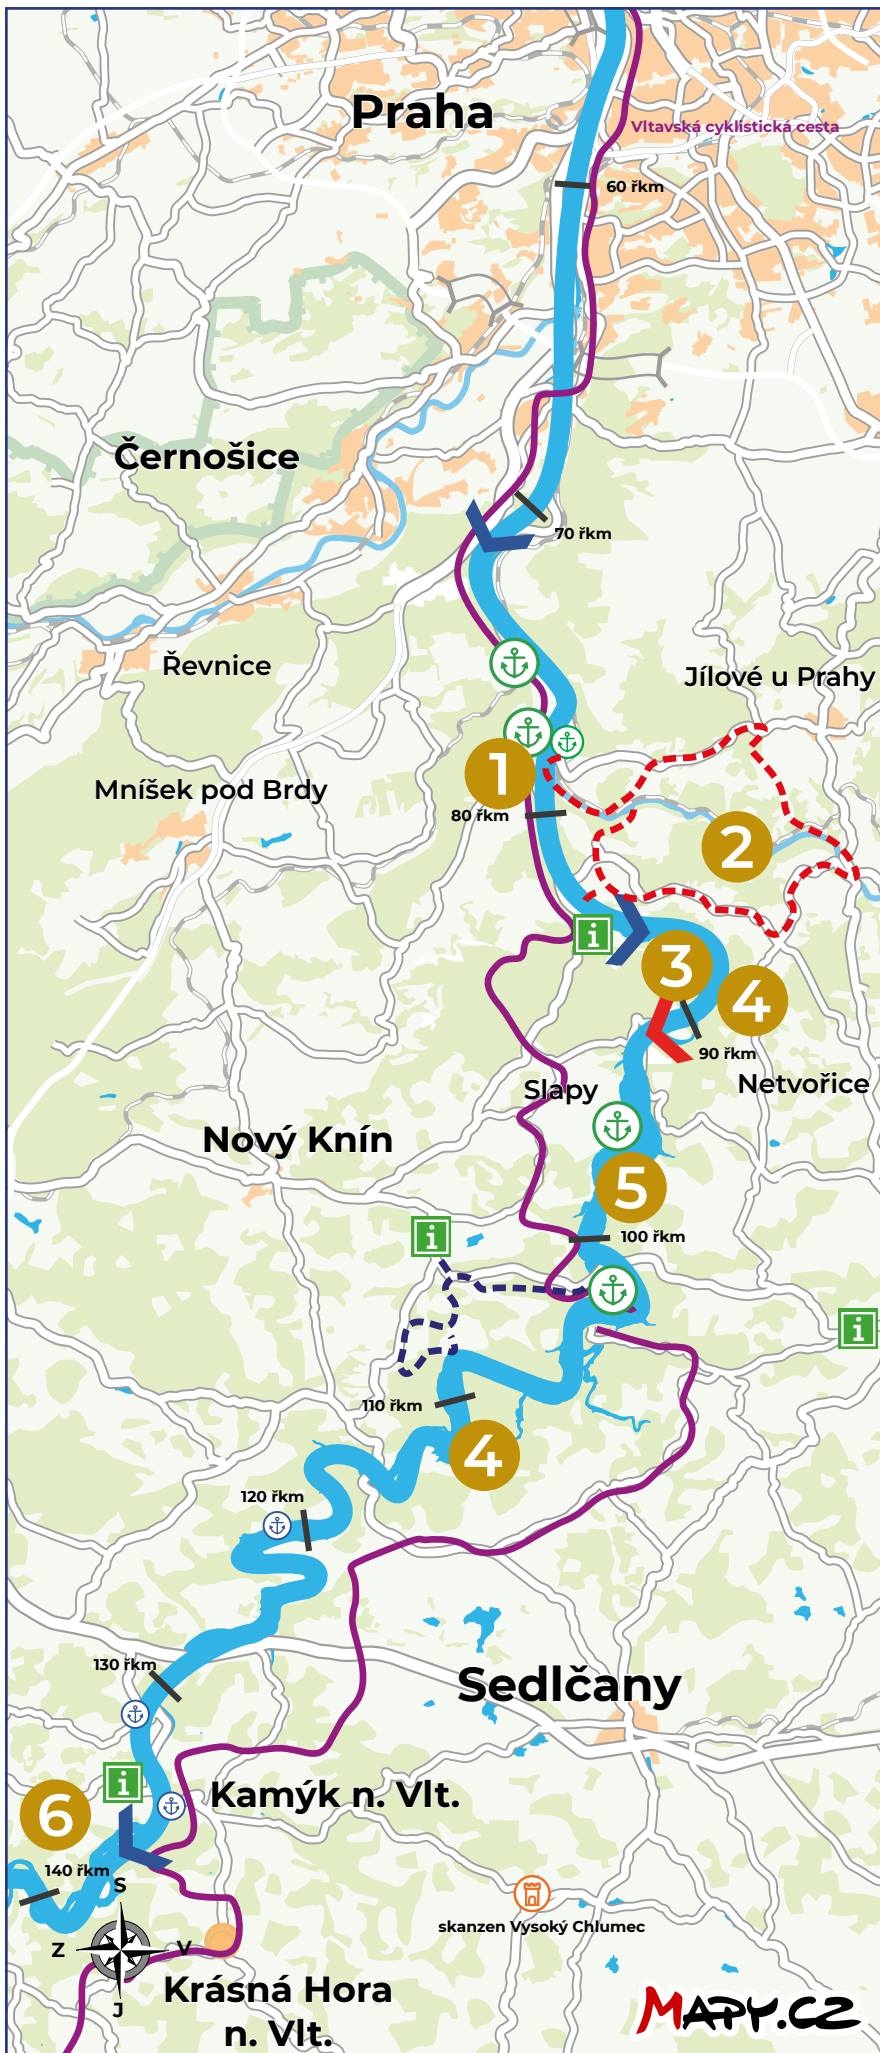 Praha
Vltavská cyklistická cesta
60 řkm
Černošice
70 řkm
Řevnice
Jílové u Prahy
1
Mníšek pod Brdy
80 řkm
2
i
3
4
90 řkm
Slapy
Netvořice
Nový Knín
5
i
100 řkm
i
110 řkm
4
120 řkm
130 řkm
Sedlčany
i
Kamýk n. Vlt.
6
140 řkm
S
Z
V
J
skanzen Vysoký Chlumec
Krásná Hora
n. Vlt.
MAPY.CZ